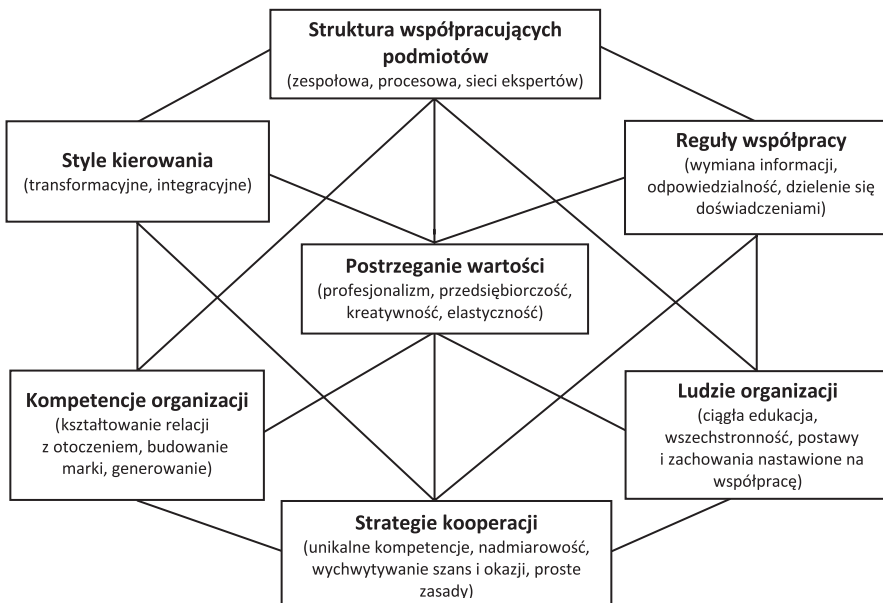 Struktura współpracujących
podmiotów
(zespołowa, procesowa, sieci ekspertów)
Style kierowania
(transformacyjne, integracyjne)
Reguły współpracy
(wymiana informacji,
odpowiedzialność, dzielenie się
doświadczeniami)
Postrzeganie wartości
(profesjonalizm, przedsiębiorczość,
kreatywność, elastyczność)
Kompetencje organizacji
(kształtowanie relacji
z otoczeniem, budowanie
marki, generowanie)
Ludzie organizacji
(ciągła edukacja,
wszechstronność, postawy
i zachowania nastawione na
współpracę)
Strategie kooperacji
(unikalne kompetencje, nadmiarowość,
wychwytywanie szans i okazji, proste
zasady)